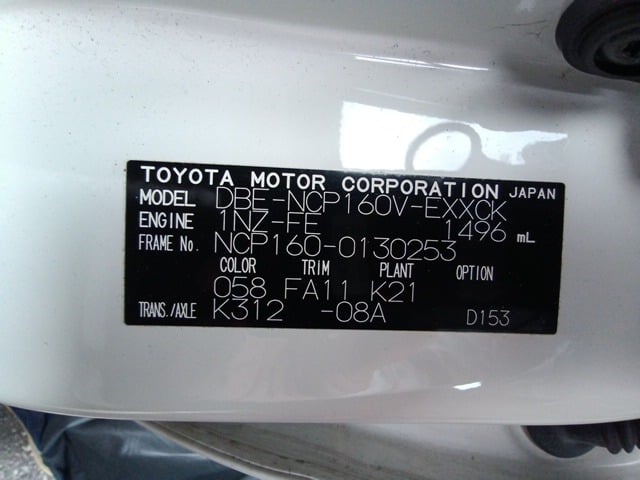 TOYOTA MOTOR CORPORATION JAPAN
MODEL DBE-NCP160V-EXXCK
ENGINE 1NZ-FE 1496 mL
FRAME No. NCP160-0130253
COLOR TRIM PLANT OPTION
058 FA11 K21
TRANS./AXLE K312 -08A D153